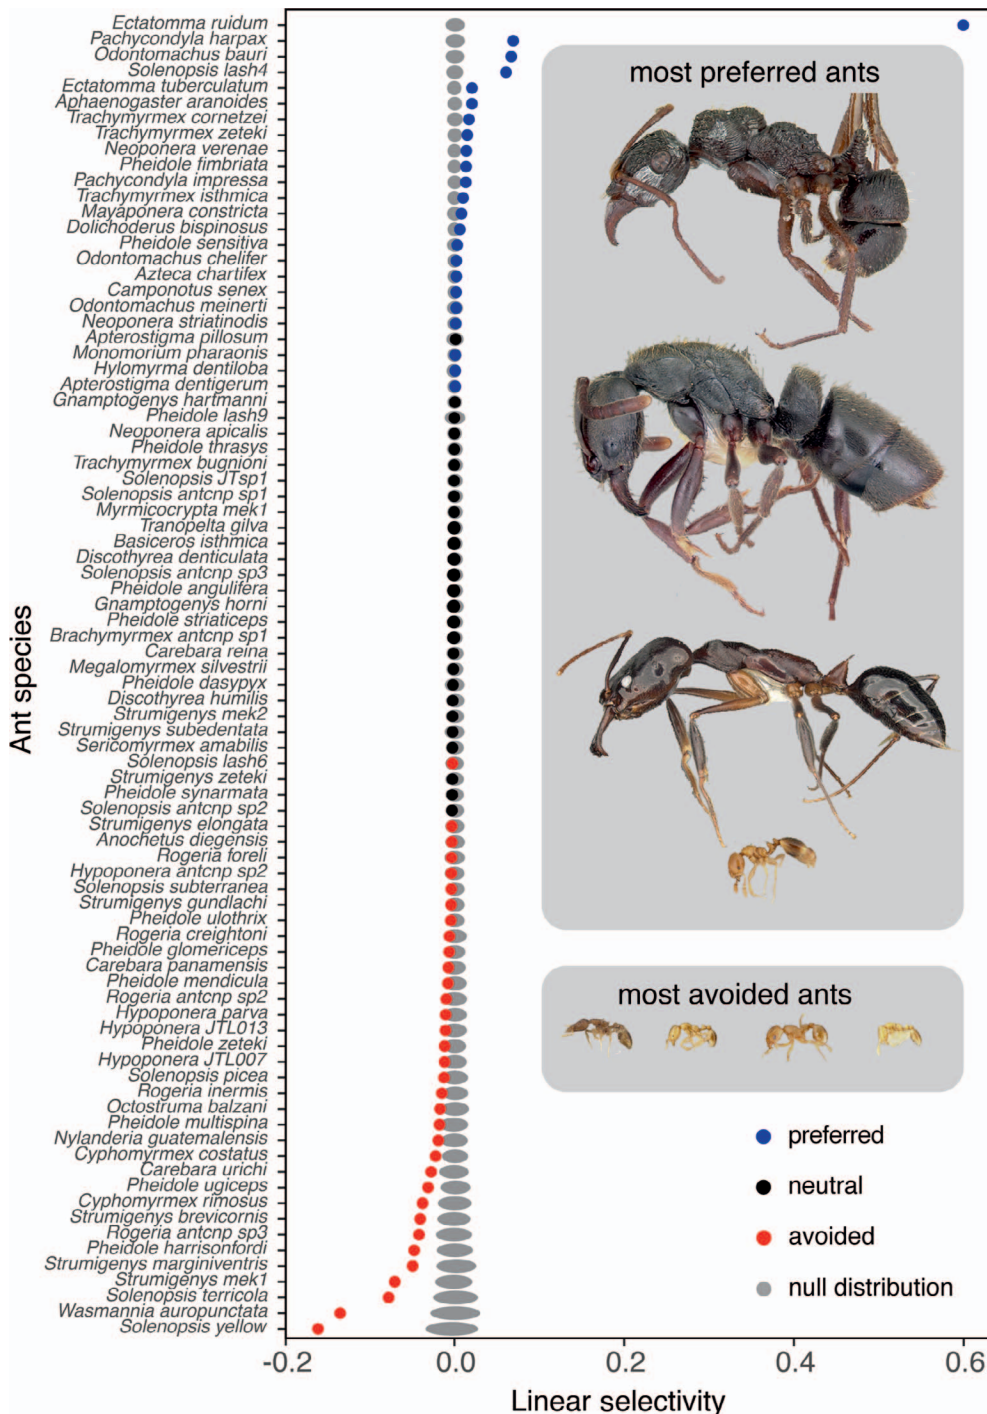 Ectatomma ruidum
Pachycondyla harpax
Odontomachus bauri
Solenopsis lash4
Ectatomma tuberculatum
Aphaenogaster aranoides
Trachymyrmex cornetzei
Trachymyrmex zeteki
Neoponera verenae
Pheidole fimbriata
Pachycondyla impressa
Trachymyrmex isthmica
Mayaponera constricta
Dolichoderus bispinosus
Pheidole sensitiva
Odontomachus chelifer
Azteca chartifex
Camponotus senex
Odontomachus meinerti
Neoponera striatinodis
Apterostigma pillosum
Monomorium pharaonis
Hylomyrma dentiloba
Apterostigma dentigerum
Gnamptogenys hartmanni
Pheidole lash9
Neoponera apicalis
Pheidole thrasys
Trachymyrmex bugnioni
Solenopsis JTsp1
Solenopsis antcnp sp1
Myrmicocrypta mek1
Tranopelta gilva
Basiceros isthmica
Discothyrea denticulata
Solenopsis antcnp sp3
Pheidole angulifera
Gnamptogenys horni
Pheidole striaticeps
Brachymyrmex antcnp sp1
Carebara reina
Megalomyrmex silvestrii
Pheidole dasypyx
Discothyrea humilis
Strumigenys mek2
Strumigenys subedentata
Sericomyrmex amabilis
Solenopsis lash6
Strumigenys zeteki
Pheidole synarmata
Solenopsis antcnp sp2
Strumigenys elongata
Anochetus diegensis
Rogeria foreli
Hypoponera antcnp sp2
Solenopsis subterranea
Strumigenys gundlachi
Pheidole ulothrix
Rogeria creightoni
Pheidole glomericeps
Carebara panamensis
Pheidole mendicula
Rogeria antcnp sp2
Hypoponera parva
Hypoponera JTL013
Pheidole zeteki
Hypoponera JTL007
Solenopsis picea
Rogeria inermis
Octostruma balzani
Pheidole multispina
Nylanderia guatemalensis
Cyphomyrmex costatus
Carebara urichi
Pheidole ugiceps
Cyphomyrmex rimosus
Strumigenys brevicornis
Rogeria antcnp sp3
Pheidole harrisonfordi
Strumigenys marginiventris
Strumigenys mek1
Solenopsis terricola
Wasmannia auropunctata
Solenopsis yellow
Ant species
most preferred ants
most avoided ants
preferred
neutral
avoided
null distribution
-0.2 0.0 0.2 0.4 0.6
Linear selectivity